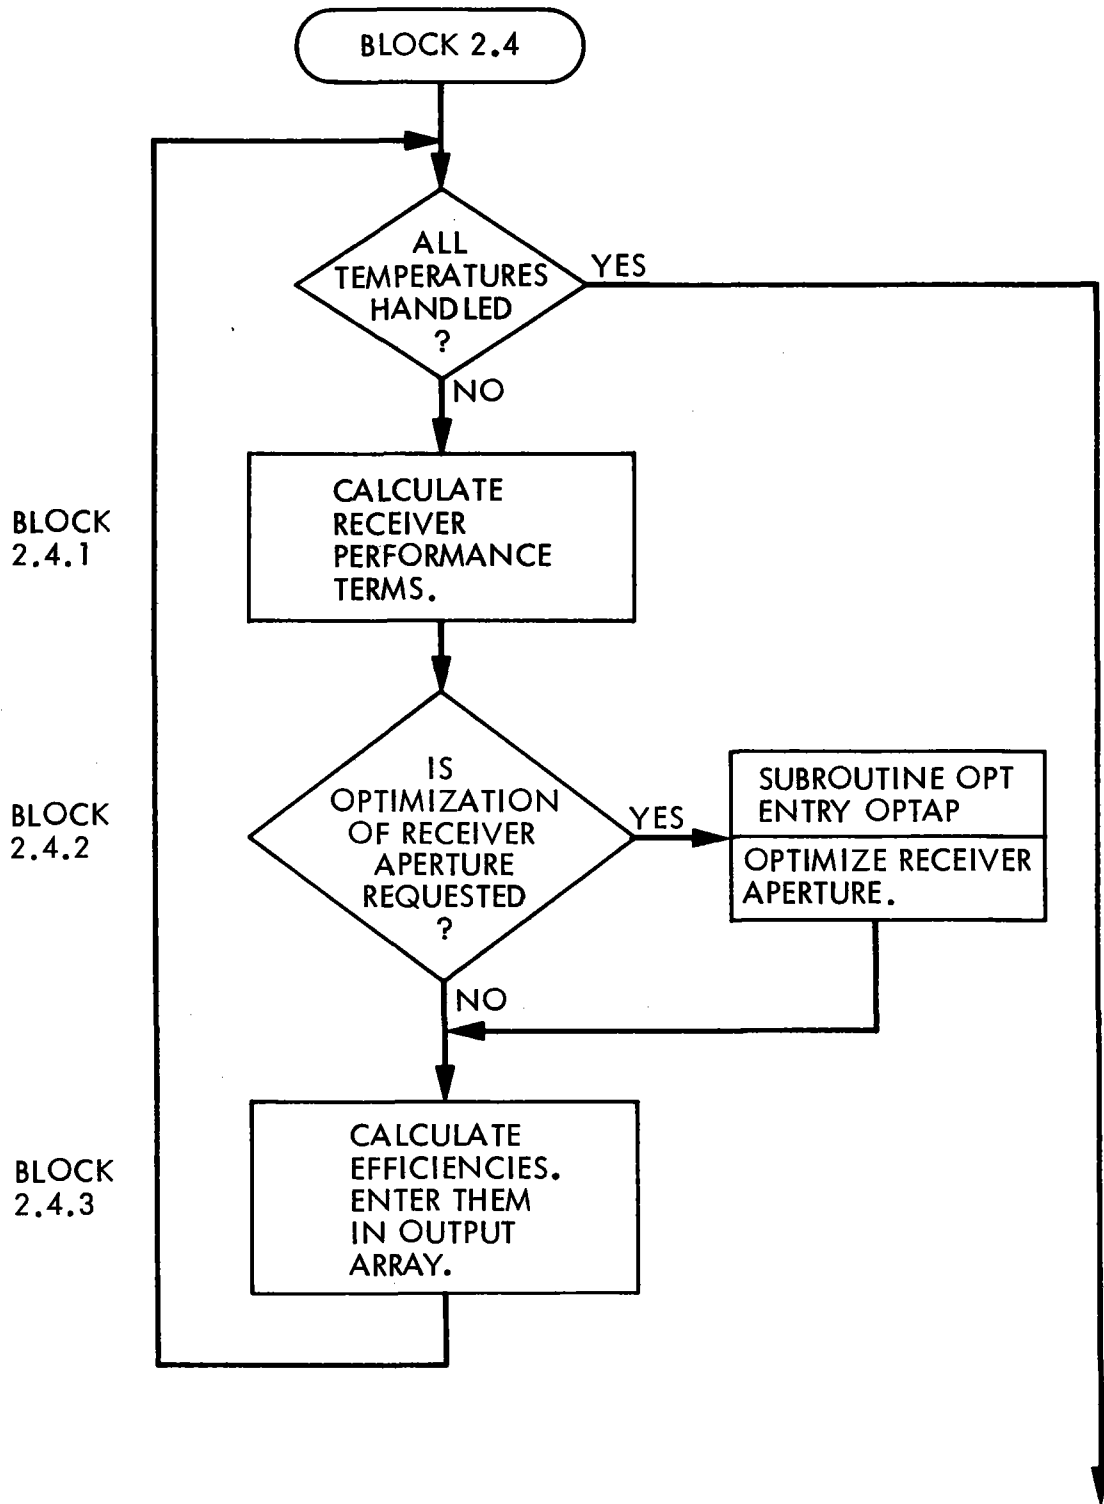 BLOCK 2.4
ALL
TEMPERATURES
HANDLED
?
YES
NO
BLOCK
2.4.1
CALCULATE
RECEIVER
PERFORMANCE
TERMS.
BLOCK
2.4.2
IS
OPTIMIZATION
OF RECEIVER
APERTURE
REQUESTED
?
YES
SUBROUTINE OPT
ENTRY OPTAP
OPTIMIZE RECEIVER
APERTURE.
NO
BLOCK
2.4.3
CALCULATE
EFFICIENCIES.
ENTER THEM
IN OUTPUT
ARRAY.